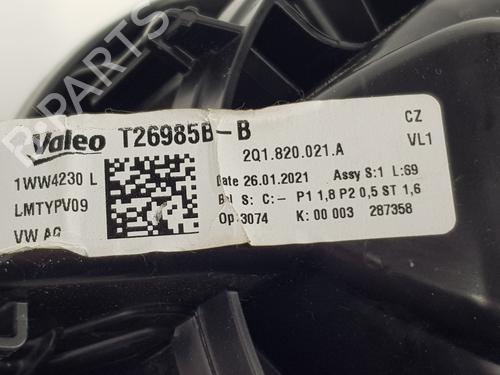 Valeo T26985B-B
CZ
1WW4230 L
2Q1.820.021.A
VL1
LMTYPV09
Date 26.01.2021 Assy S:1 L:69
VW AG
S: C:- P1 1,8 P2 0,5 ST 1,6
Op 3074 K: 00 003 287358
B-PARTS